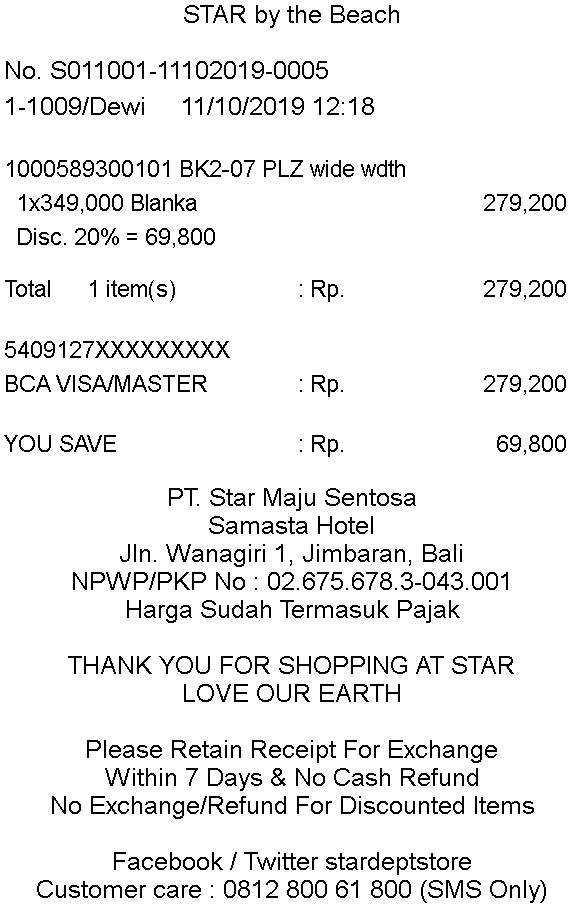 STAR by the Beach
No. S011001-11102019-0005
1-1009/Dewi 11/10/2019 12:18
1000589300101 BK2-07 PLZ wide wdth
1x349,000 Blanka 279,200
Disc. 20% = 69,800
Total 1 item(s) : Rp. 279,200
5409127XXXXXXXXX
BCA VISA/MASTER : Rp. 279,200
YOU SAVE : Rp. 69,800
PT. Star Maju Sentosa
Samasta Hotel
Jln. Wanagiri 1, Jimbaran, Bali
NPWP/PKP No : 02.675.678.3-043.001
Harga Sudah Termasuk Pajak
THANK YOU FOR SHOPPING AT STAR
LOVE OUR EARTH
Please Retain Receipt For Exchange
Within 7 Days & No Cash Refund
No Exchange/Refund For Discounted Items
Facebook / Twitter stardeptstore
Customer care : 0812 800 61 800 (SMS Only)